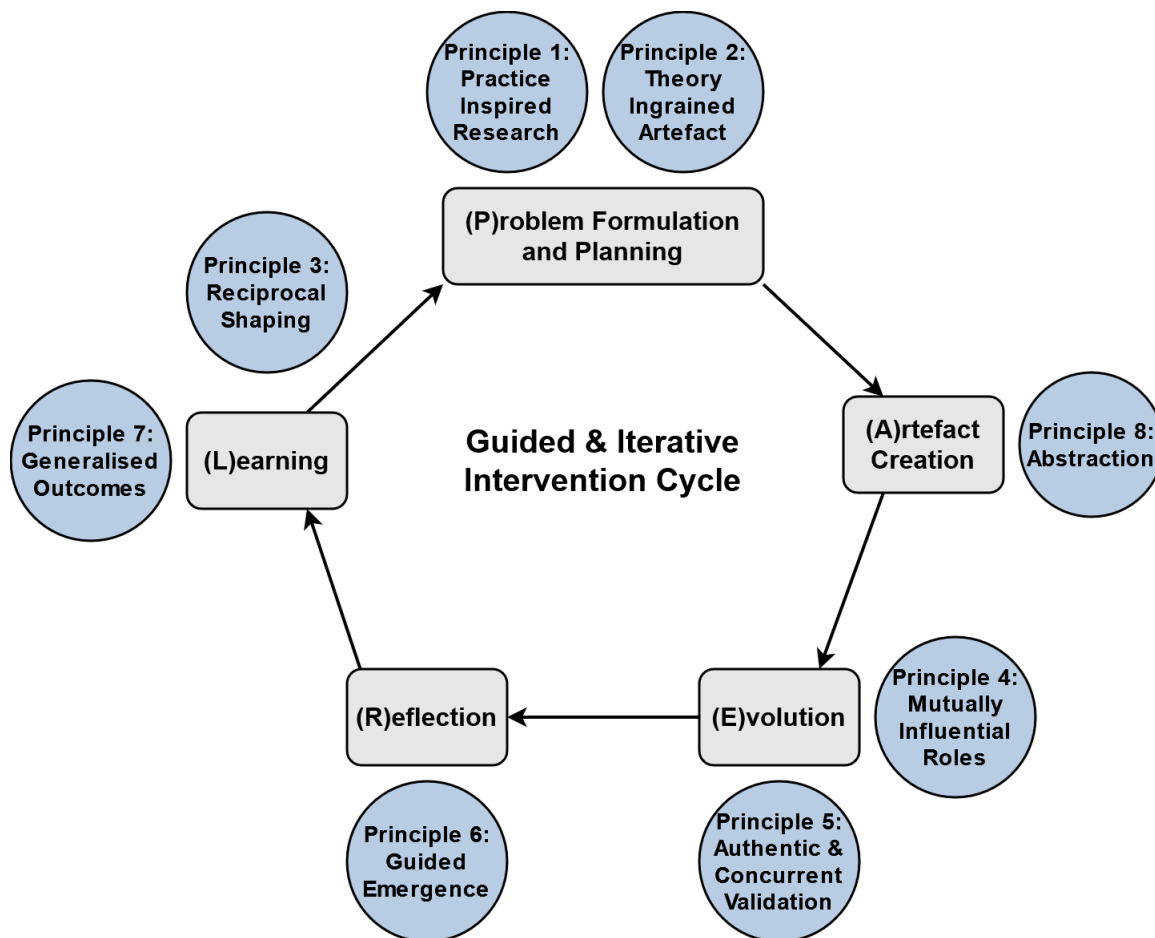 Principle 1:
Practice
Inspired
Research
Principle 2:
Theory
Ingrained
Artefact
(P)roblem Formulation
and Planning
Principle 3:
Reciprocal
Shaping
Principle 7:
Generalised
Outcomes
(L)earning
Guided & Iterative
Intervention Cycle
(A)rtefact
Creation
Principle 8:
Abstraction
(R)eflection
(E)volution
Principle 4:
Mutually
Influential
Roles
Principle 6:
Guided
Emergence
Principle 5:
Authentic &
Concurrent
Validation